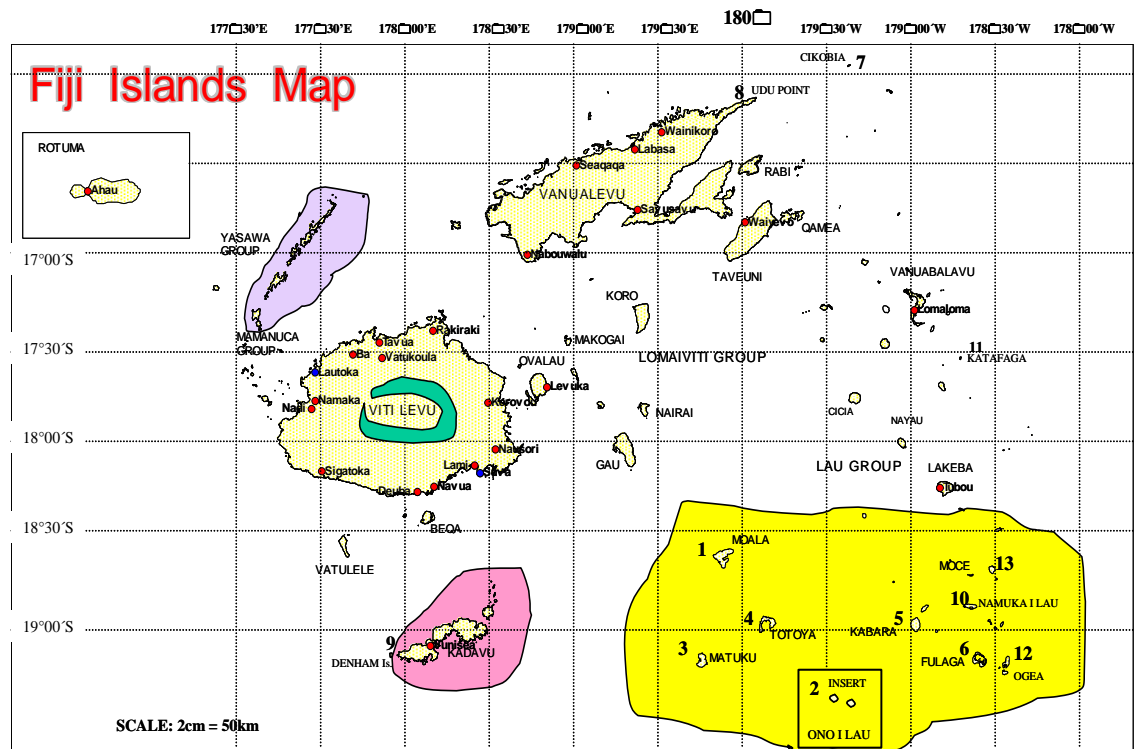 180□
177□30´E 177□30´E 178□00´E 178□30´E 179□00´E 179□30´E 179□30´W 179□00´W 178□30´W 178□00´W
Fiji Islands Map
CIKOBIA 7
8 UDU POINT
ROTUMA
Ahau
Wainikoro
Labasa
Seaqaqa
RABI
VANUALEVU
Savusavu
Waiyevo
QAMEA
YASAWA
GROUP
Nabouwalu
17°00´S
TAVEUNI
VANUABALAVU
KORO
Lomaloma
MAMANUCA
GROUP
Rakiraki
Tavua
MAKOGAI
17°30´S
Ba
Vatukoula
OVALAU
LOMAIVITI GROUP
11
KATAFAGA
Lautoka
Levuka
Namaka
Nadi
VITI LEVU
Korovou
NAIRAI
CICIA
NAYAU
18°00´S
Nausori
GAU
Lami
Suva
LAU GROUP
LAKEBA
Sigatoka
Deuba
Navua
Tubou
18°30´S
BEQA
VATULELE
1
MOALA
MOCE
13
10 NAMUKA I LAU
19°00´S
4
TOTOYA
5
KABARA
9
DENHAM Is.
Vunisea
KADAVU
3
MATUKU
6
FULAGA
12
OGEA
2 INSERT
ONO I LAU
SCALE: 2cm = 50km